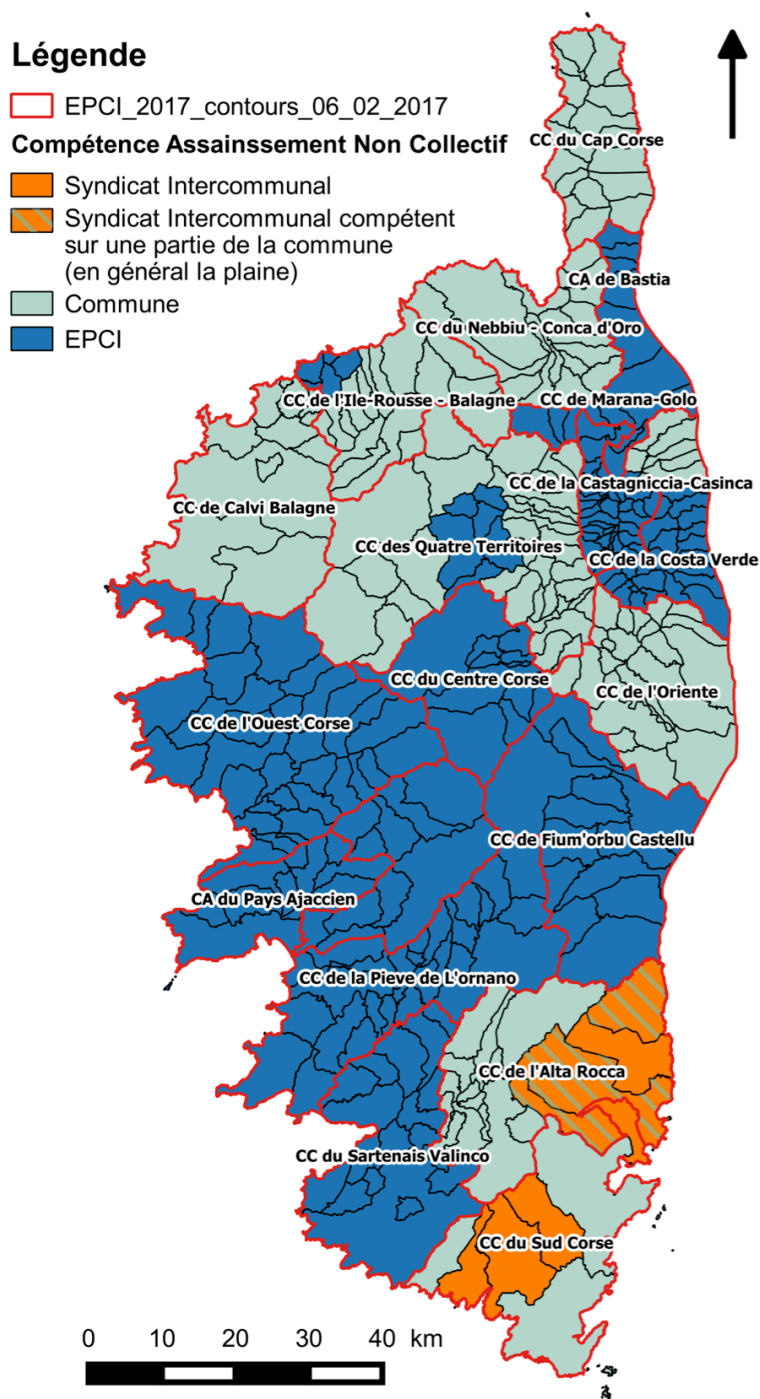 Légende
EPCI_2017_contours_06_02_2017
Compétence Assainssement Non Collectif
Syndicat Intercommunal
Syndicat Intercommunal compétent
sur une partie de la commune
(en général la plaine)
Commune
EPCI
CC du Cap Corse
CA de Bastia
CC du Nebbiu - Conca d'Oro
CC de l'Ile-Rousse - Balagne
CC de Marana-Golo
CC de la Castagniccia-Casinca
CC de Calvi Balagne
CC des Quatre Territoires
CC de la Costa Verde
CC du Centre Corse
CC de l'Oriente
CC de l'Ouest Corse
CC de Fium'orbu Castellu
CA du Pays Ajaccien
CC de la Pieve de L'ornano
CC de l'Alta Rocca
CC du Sartenais Valinco
CC du Sud Corse
0 10 20 30 40 km